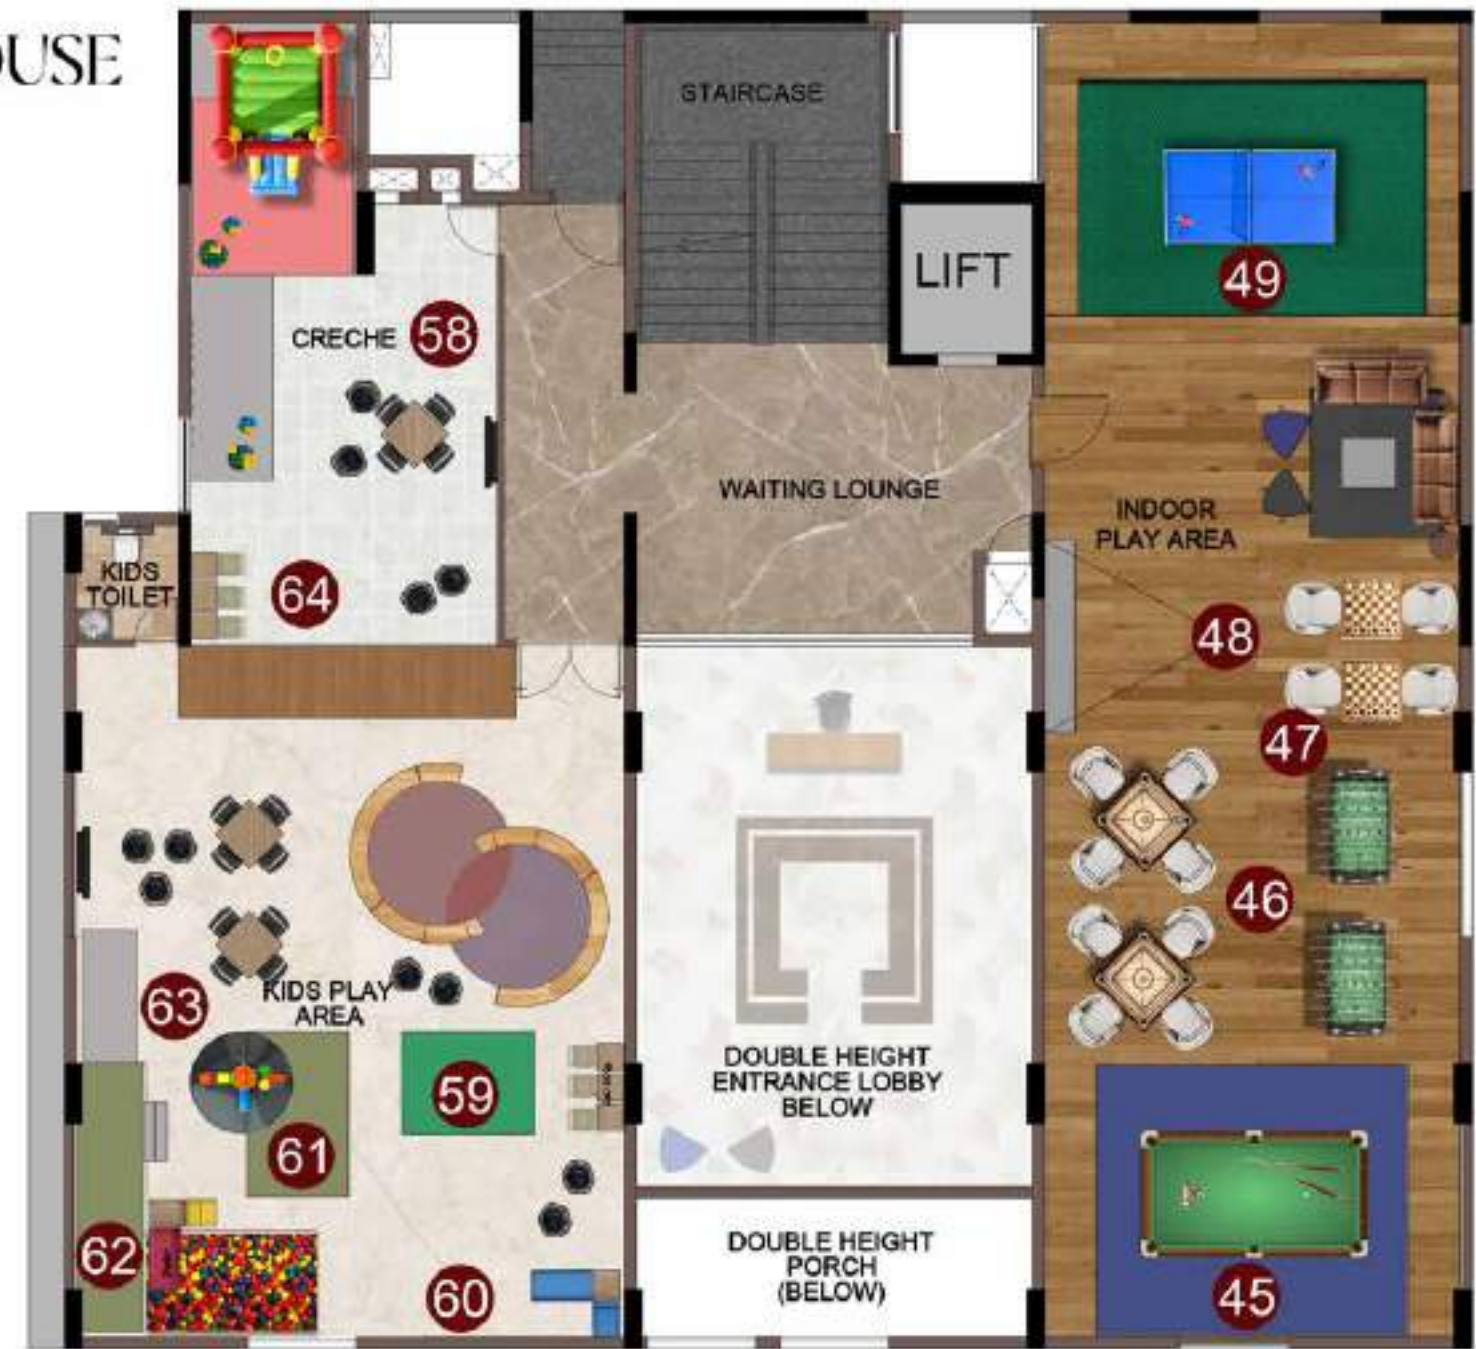 OUSE
STAIRCASE
LIFT
49
CRECHE
58
WAITING LOUNGE
INDOOR
PLAY AREA
KIDS
TOILET
64
48
47
46
63
KIDS PLAY
AREA
DOUBLE HEIGHT
ENTRANCE LOBBY
BELOW
59
61
62
60
DOUBLE HEIGHT
PORCH
(BELOW)
45